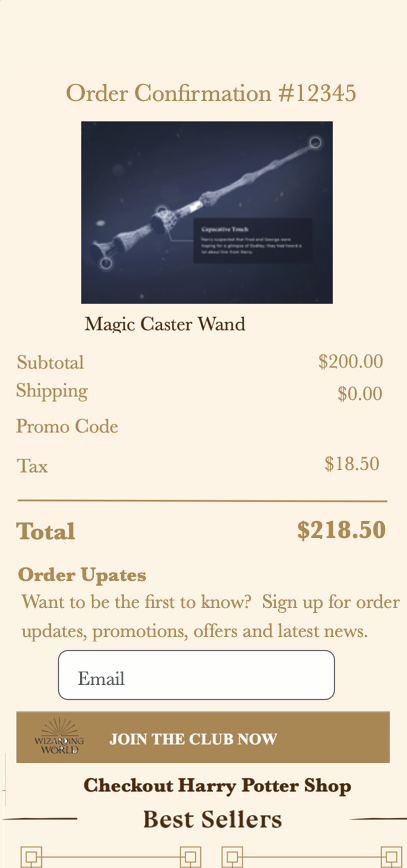 Order Confirmation #12345
Capacative Touch
Harry suspected that Fred and George were
hoping for a glimpse of Dudley; they had heard a
lot about him from Harry.
Magic Caster Wand
Subtotal $200.00
Shipping $0.00
Promo Code
Tax $18.50
Total $218.50
Order Upates
Want to be the first to know? Sign up for order
updates, promotions, offers and latest news.
Email
WIZARDING
WORLD
JOIN THE CLUB NOW
Checkout Harry Potter Shop
Best Sellers